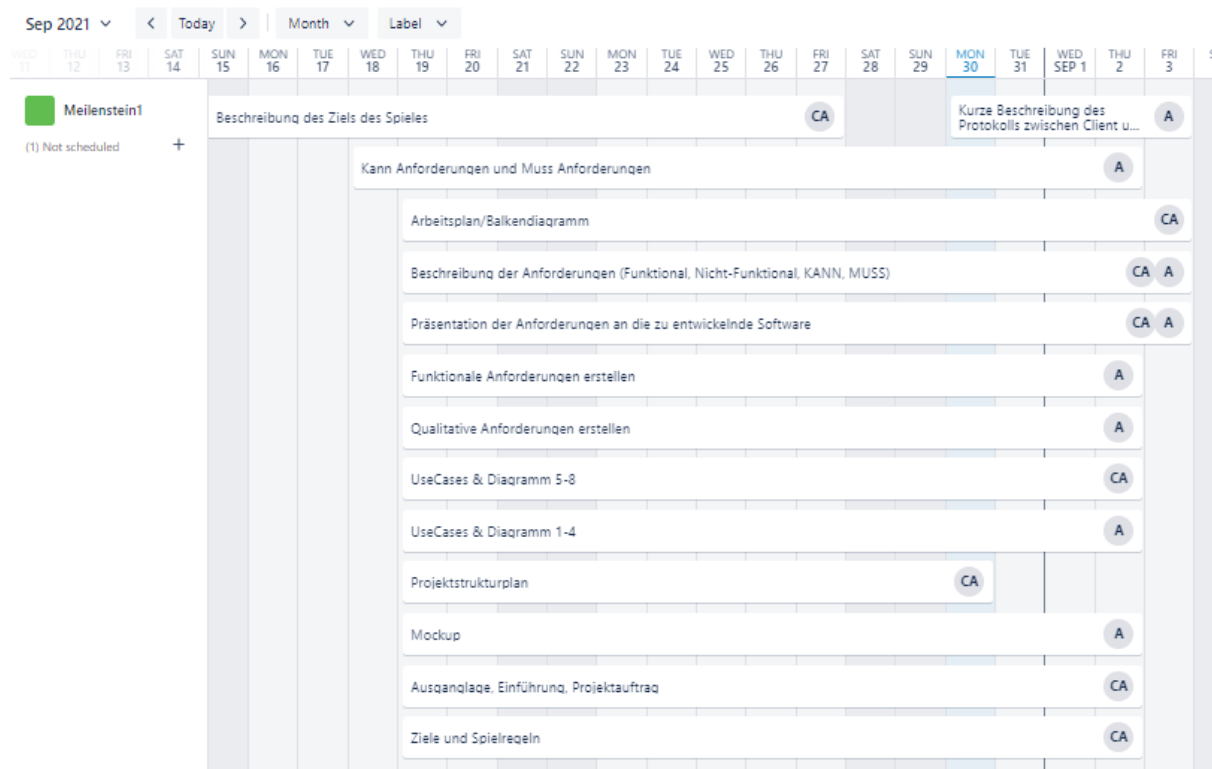 Sep 2021
Today
Month
Label
WED THU FRI SAT SUN MON TUE WED THU FRI SAT SUN MON TUE WED THU FRI SAT SUN MON TUE WED THU FRI
11 12 13 14 15 16 17 18 19 20 21 22 23 24 25 26 27 28 29 30 31 SEP 1 2 3
Meilenstein1
(1) Not scheduled
Beschreibung des Ziels des Spieles CA
Kurze Beschreibung des
Protokolls zwischen Client u... A
Kann Anforderungen und Muss Anforderungen A
Arbeitsplan/Balkendiagramm CA
Beschreibung der Anforderungen (Funktional, Nicht-Funktional, KANN, MUSS) CA A
Präsentation der Anforderungen an die zu entwickelnde Software CA A
Funktionale Anforderungen erstellen A
Qualitative Anforderungen erstellen A
UseCases & Diagramm 5-8 CA
UseCases & Diagramm 1-4 A
Projektstrukturplan CA
Mockup A
Ausganglage, Einführung, Projektauftrag CA
Ziele und Spielregeln CA